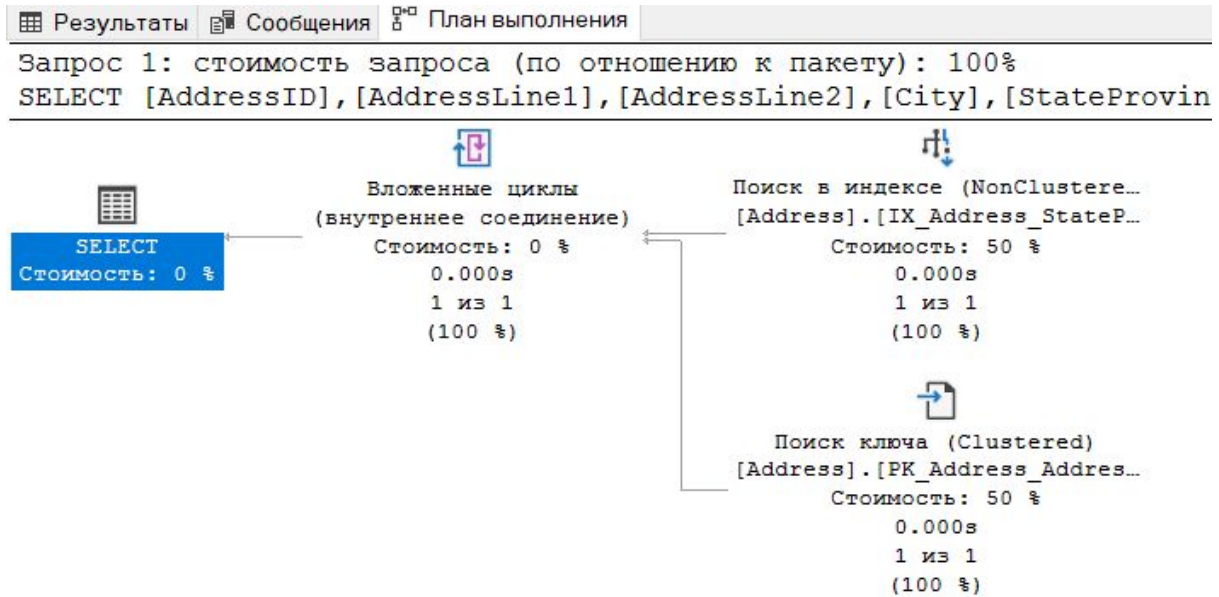 Результаты Сообщения План выполнения
Запрос 1: стоимость запроса (по отношению к пакету): 100%
SELECT [AddressID],[AddressLine1],[AddressLine2],[City],[StateProvin
SELECT
Стоимость: 0 %
Вложенные циклы
(внутреннее соединение)
Стоимость: 0 %
0.000s
1 из 1
(100 %)
Поиск в индексе (NonClustere…
[Address].[IX_Address_StateP…
Стоимость: 50 %
0.000s
1 из 1
(100 %)
Поиск ключа (Clustered)
[Address].[PK_Address_Addres…
Стоимость: 50 %
0.000s
1 из 1
(100 %)